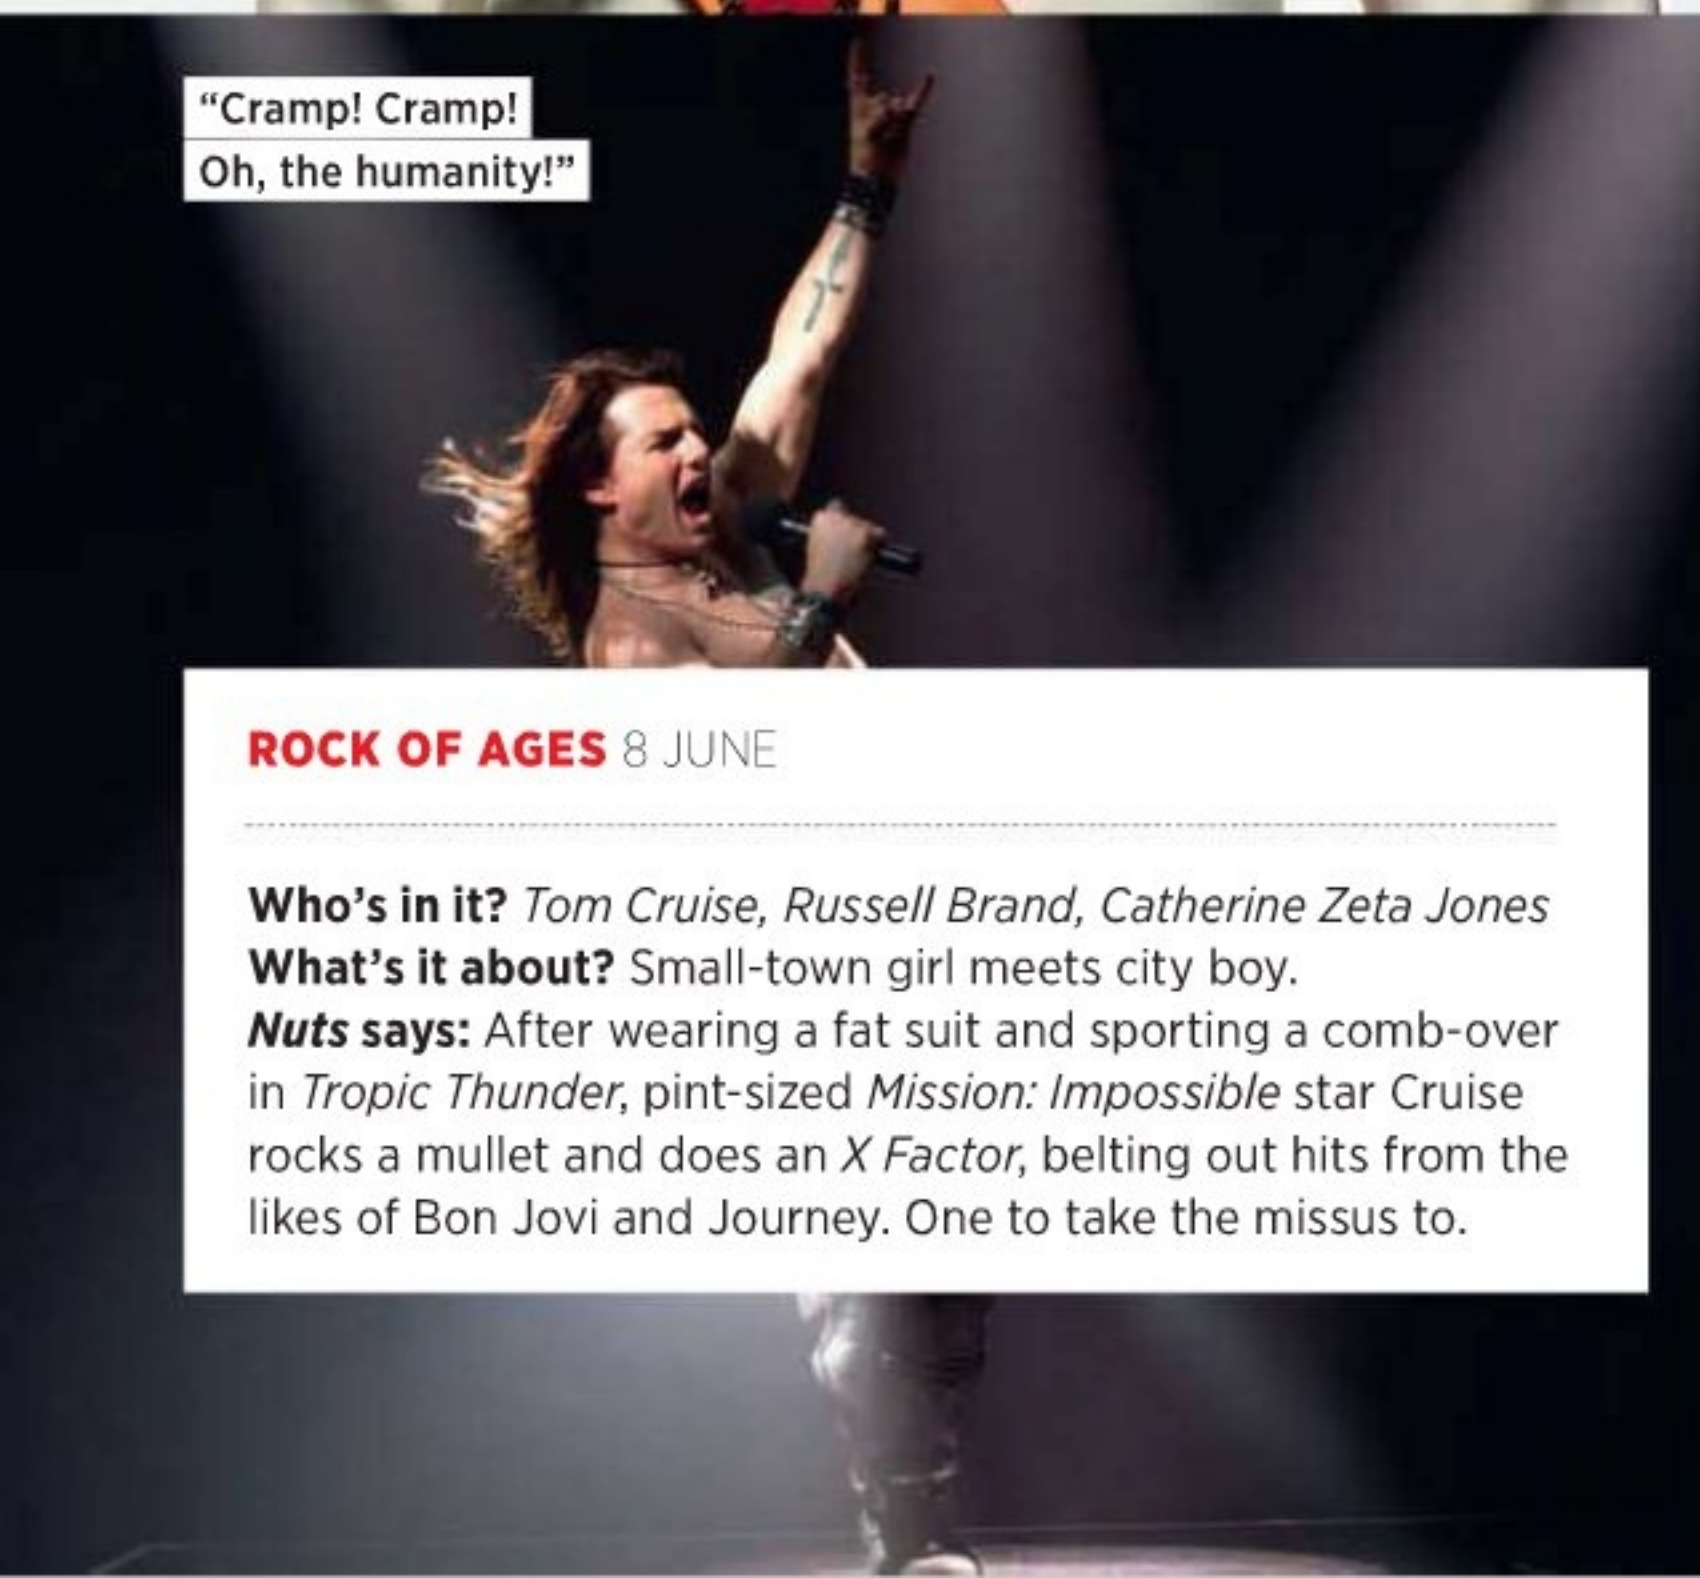 “Cramp! Cramp!
Oh, the humanity!”
ROCK OF AGES 8 JUNE
Who’s in it? Tom Cruise, Russell Brand, Catherine Zeta Jones
What’s it about? Small-town girl meets city boy.
Nuts says: After wearing a fat suit and sporting a comb-over
in Tropic Thunder, pint-sized Mission: Impossible star Cruise
rocks a mullet and does an X Factor, belting out hits from the
likes of Bon Jovi and Journey. One to take the missus to.